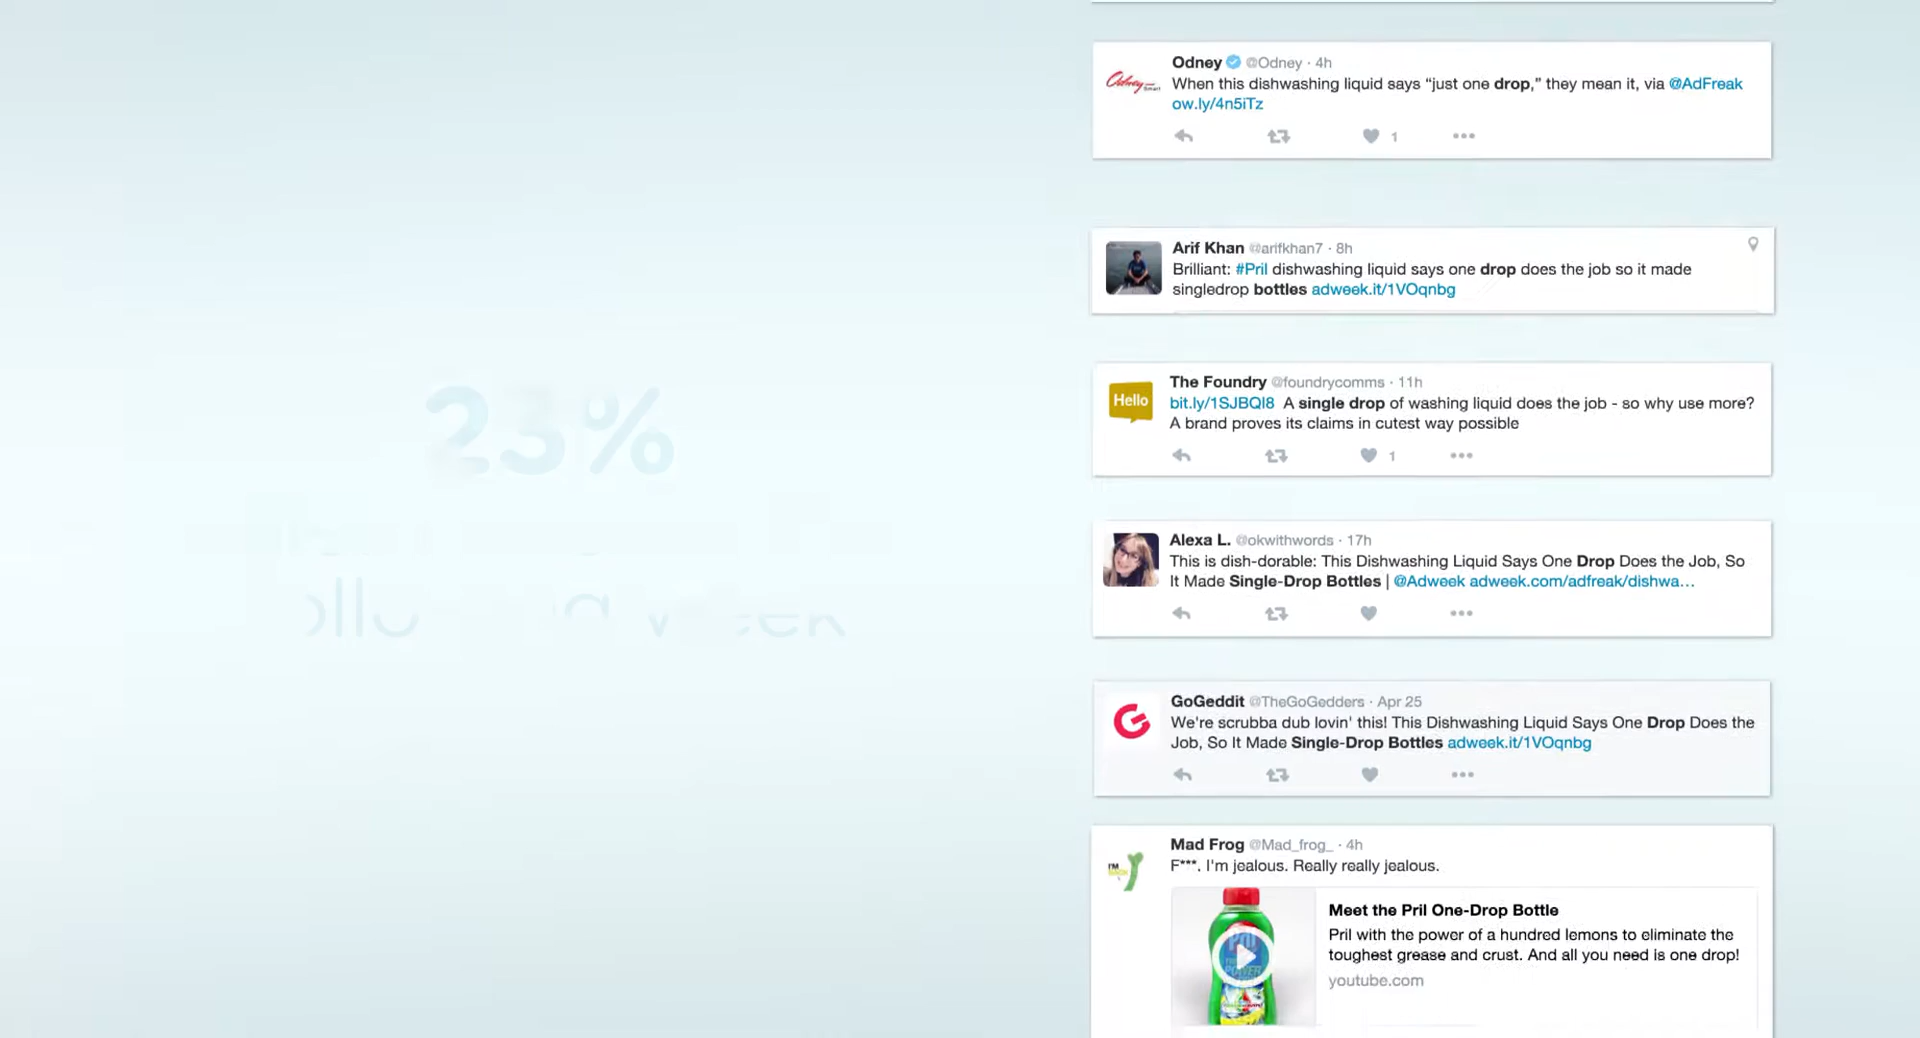 23%
week
Odney @Odney · 4h
When this dishwashing liquid says “just one drop,” they mean it, via @AdFreak
ow.ly/4n5iTz
1
Arif Khan @arifkhan7 · 8h
Brilliant: #Pril dishwashing liquid says one drop does the job so it made
singledrop bottles adweek.it/1VOqnbg
Hello
The Foundry @foundrycomms · 11h
bit.ly/1SJBQI8 A single drop of washing liquid does the job - so why use more?
A brand proves its claims in cutest way possible
1
Alexa L. @okwithwords · 17h
This is dish-dorable: This Dishwashing Liquid Says One Drop Does the Job, So
It Made Single-Drop Bottles | @Adweek adweek.com/adfreak/dishwa…
GoGeddit @TheGoGedders · Apr 25
We're scrubba dub lovin' this! This Dishwashing Liquid Says One Drop Does the
Job, So It Made Single-Drop Bottles adweek.it/1VOqnbg
Mad Frog @Mad_frog_ · 4h
F***. I'm jealous. Really really jealous.
I'M
Pril
Meet the Pril One-Drop Bottle
Pril with the power of a hundred lemons to eliminate the
toughest grease and crust. And all you need is one drop!
youtube.com